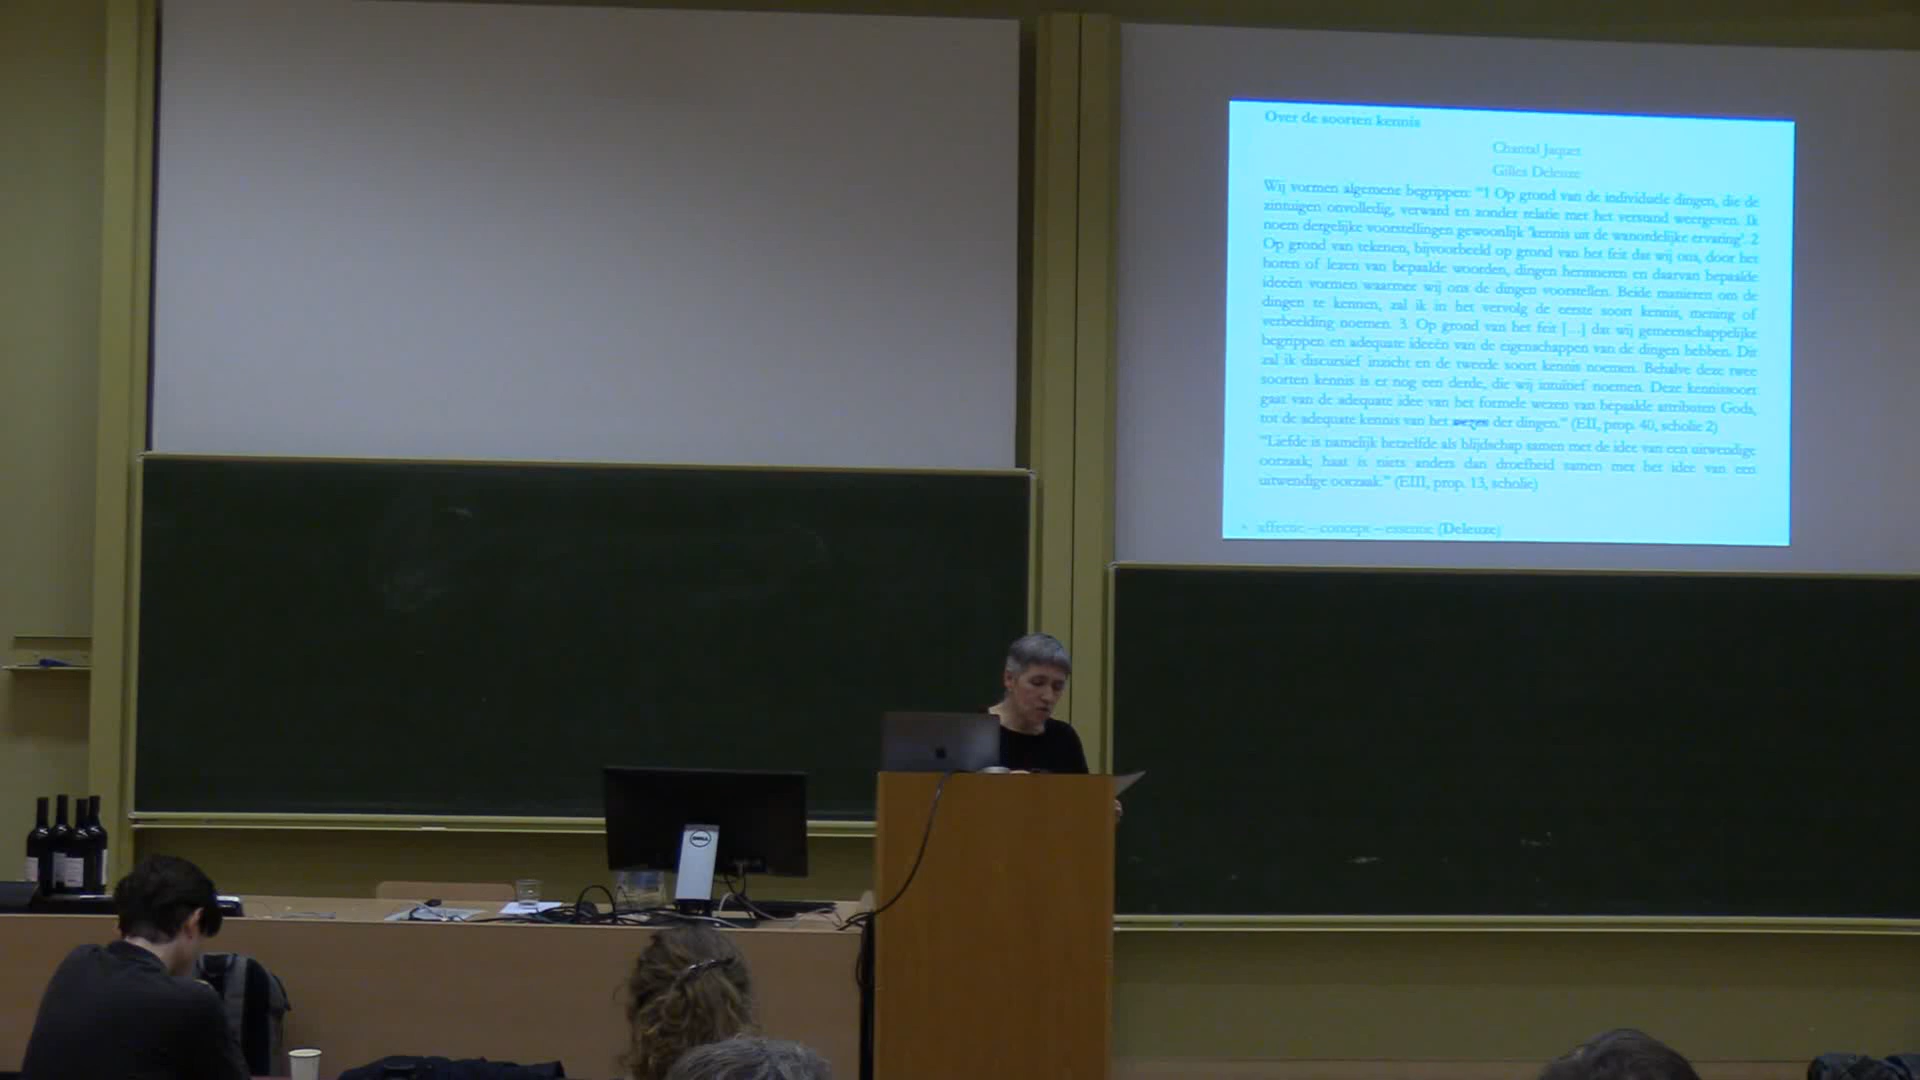 Over de soorten kennis
Chantal Jaquet
Gilles Deleuze
Wij vormen algemene begrippen: "1 Op grond van de individuele dingen, die de
zintuigen onvolledig, verward en zonder relatie met het verstand weergeven. Ik
noem dergelijke voorstellingen gewoonlijk 'kennis uit de wanordelijke ervaring'. 2
Op grond van tekenen, bijvoorbeeld op grond van het feit dat wij ons, door het
horen of lezen van bepaalde woorden, dingen herinneren en daarvan bepaalde
ideeën vormen waarmee wij ons de dingen voorstellen. Beide manieren om de
dingen te kennen, zal ik in het vervolg de eerste soort kennis, mening of
verbeelding noemen. 3. Op grond van het feit [...] dat wij gemeenschappelijke
begrippen en adequate ideeën van de eigenschappen van de dingen hebben. Dit
zal ik discursief inzicht en de tweede soort kennis noemen. Behalve deze twee
soorten kennis is er nog een derde, die wij intuïtief noemen. Deze kennissoort
gaat van de adequate idee van het formele wezen van bepaalde attributen Gods,
tot de adequate kennis van het wezen der dingen." (EII, prop. 40, scholie 2)
"Liefde is namelijk hetzelfde als blijdschap samen met de idee van een uitwendige
oorzaak; haat is niets anders dan droefheid samen met het idee van een
uitwendige oorzaak." (EIII, prop. 13, scholie)
affectie – concept – essentie (Deleuze)
DELL